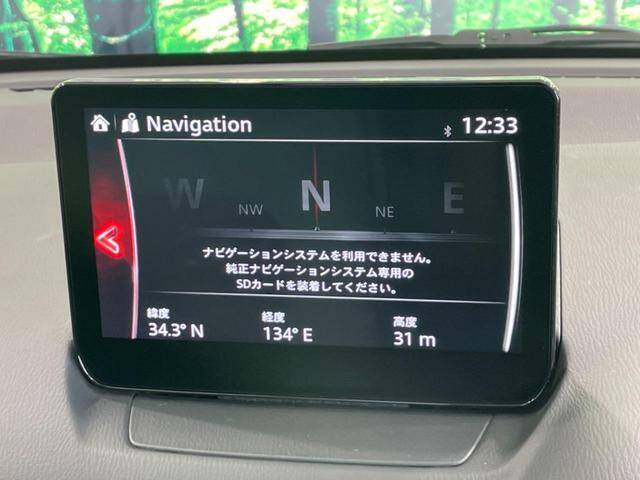 Navigation 12:33
W NW N NE E
ナビゲーションシステムを利用できません。
純正ナビゲーションシステム専用の
SDカードを装着してください。
緯度 経度 高度
34.3° N 134° E 31 m